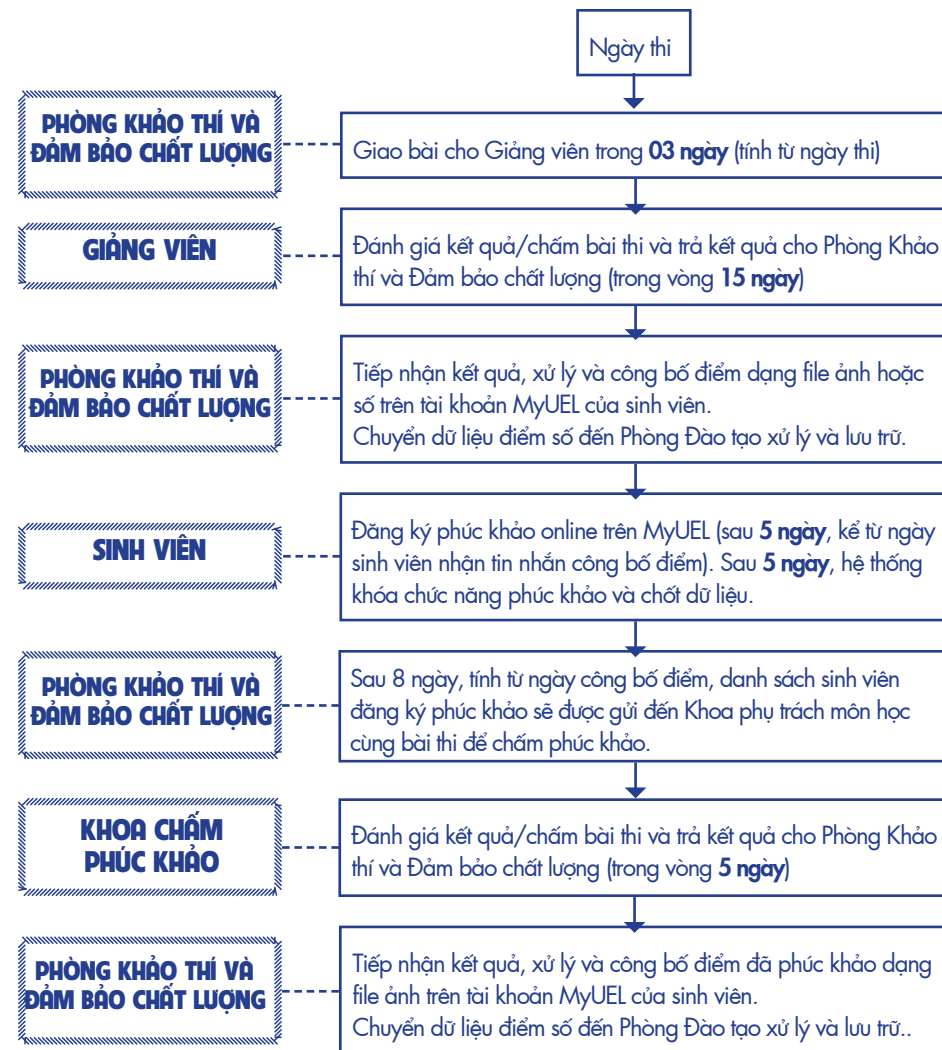 Ngày thi
PHÒNG KHẢO THÍ VÀ
ĐẢM BẢO CHẤT LƯỢNG
Giao bài cho Giảng viên trong 03 ngày (tính từ ngày thi)
GIẢNG VIÊN
Đánh giá kết quả/chấm bài thi và trả kết quả cho Phòng Khảo
thí và Đảm bảo chất lượng (trong vòng 15 ngày)
PHÒNG KHẢO THÍ VÀ
ĐẢM BẢO CHẤT LƯỢNG
Tiếp nhận kết quả, xử lý và công bố điểm dạng file ảnh hoặc
số trên tài khoản MyUEL của sinh viên.
Chuyển dữ liệu điểm số đến Phòng Đào tạo xử lý và lưu trữ.
SINH VIÊN
Đăng ký phúc khảo online trên MyUEL (sau 5 ngày, kể từ ngày
sinh viên nhận tin nhắn công bố điểm). Sau 5 ngày, hệ thống
khóa chức năng phúc khảo và chốt dữ liệu.
PHÒNG KHẢO THÍ VÀ
ĐẢM BẢO CHẤT LƯỢNG
Sau 8 ngày, tính từ ngày công bố điểm, danh sách sinh viên
đăng ký phúc khảo sẽ được gửi đến Khoa phụ trách môn học
cùng bài thi để chấm phúc khảo.
KHOA CHẤM
PHÚC KHẢO
Đánh giá kết quả/chấm bài thi và trả kết quả cho Phòng Khảo
thí và Đảm bảo chất lượng (trong vòng 5 ngày)
PHÒNG KHẢO THÍ VÀ
ĐẢM BẢO CHẤT LƯỢNG
Tiếp nhận kết quả, xử lý và công bố điểm đã phúc khảo dạng
file ảnh trên tài khoản MyUEL của sinh viên.
Chuyển dữ liệu điểm số đến Phòng Đào tạo xử lý và lưu trữ..